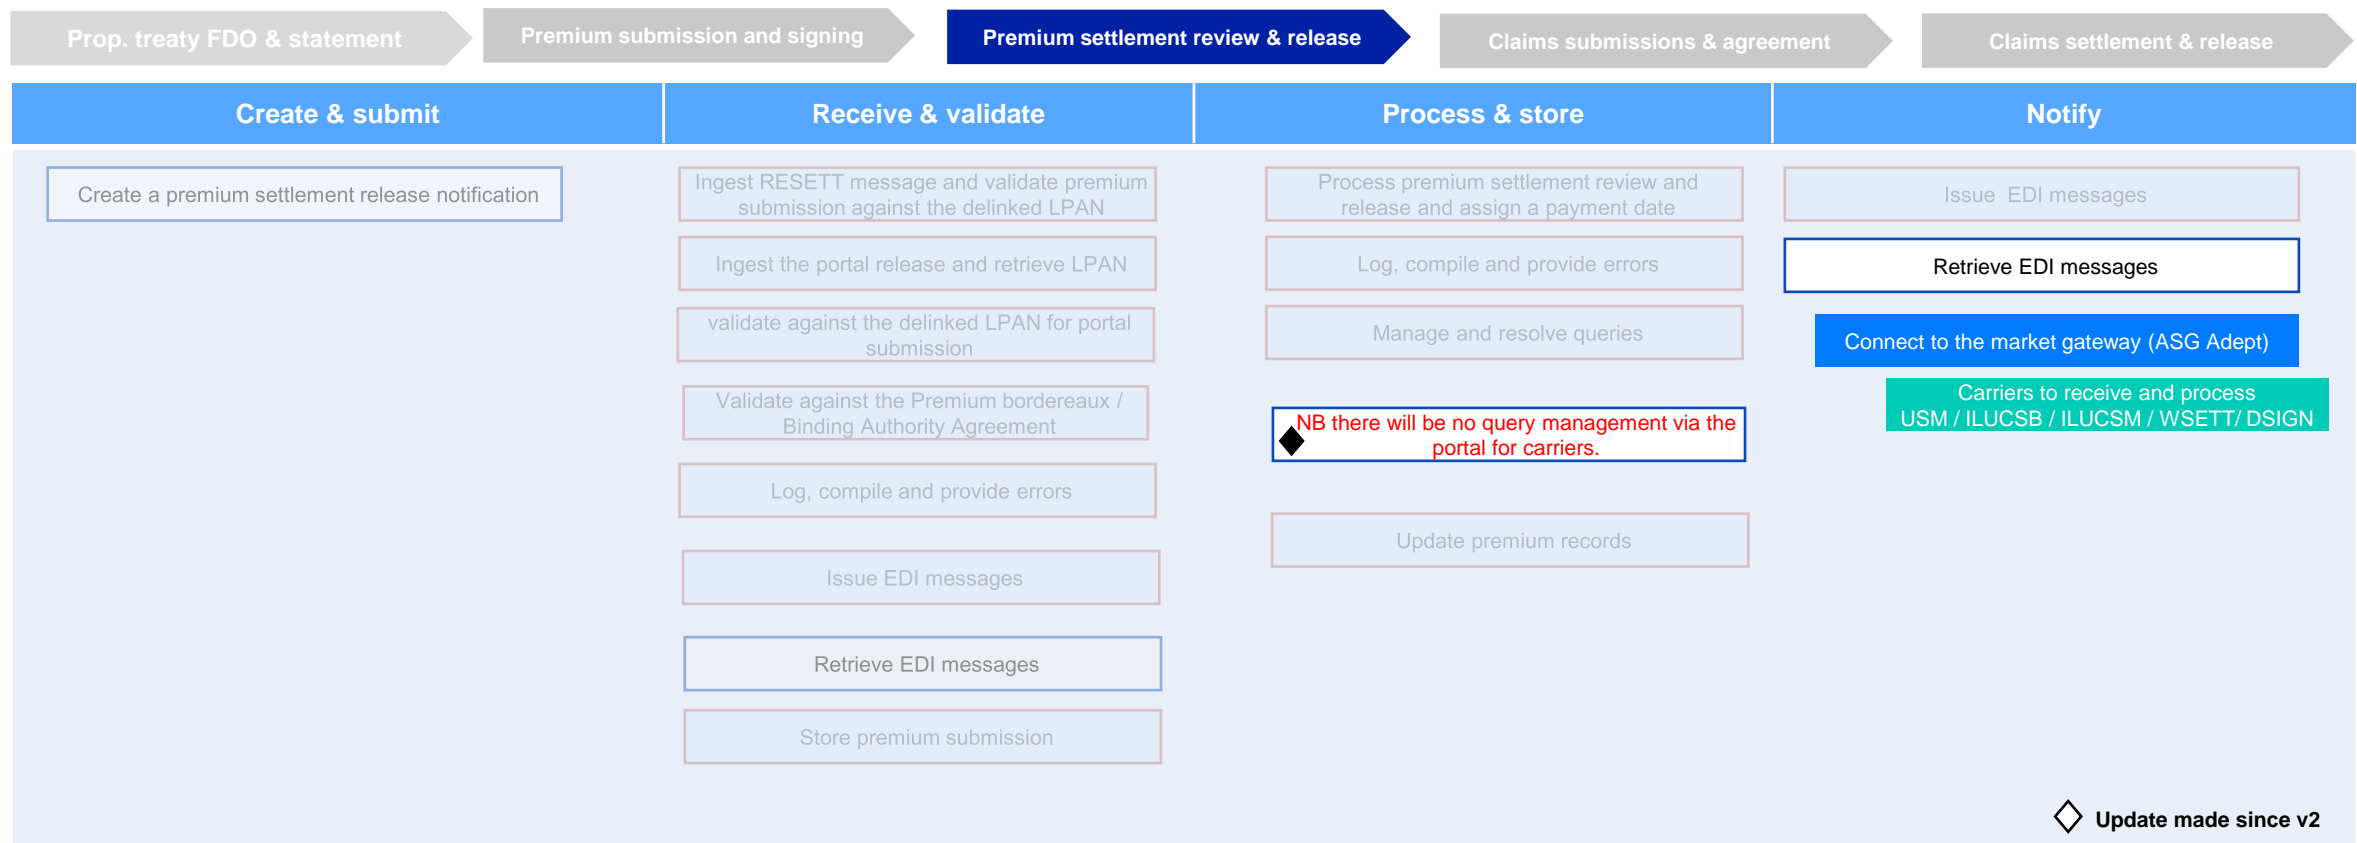 Prop. treaty FDO & statement
Premium submission and signing
Premium settlement review & release
Claims submissions & agreement
Claims settlement & release
Create & submit
Receive & validate
Process & store
Notify
Create a premium settlement release notification
Ingest RESETT message and validate premium
submission against the delinked LPAN
Ingest the portal release and retrieve LPAN
validate against the delinked LPAN for portal
submission
Validate against the Premium bordereaux /
Binding Authority Agreement
Log, compile and provide errors
Issue EDI messages
Retrieve EDI messages
Store premium submission
Process premium settlement review and
release and assign a payment date
Log, compile and provide errors
Manage and resolve queries
NB there will be no query management via the
portal for carriers.
Update premium records
Issue EDI messages
Retrieve EDI messages
Connect to the market gateway (ASG Adept)
Carriers to receive and process
USM / ILUCSB / ILUCSM / WSETT/ DSIGN
Update made since v2